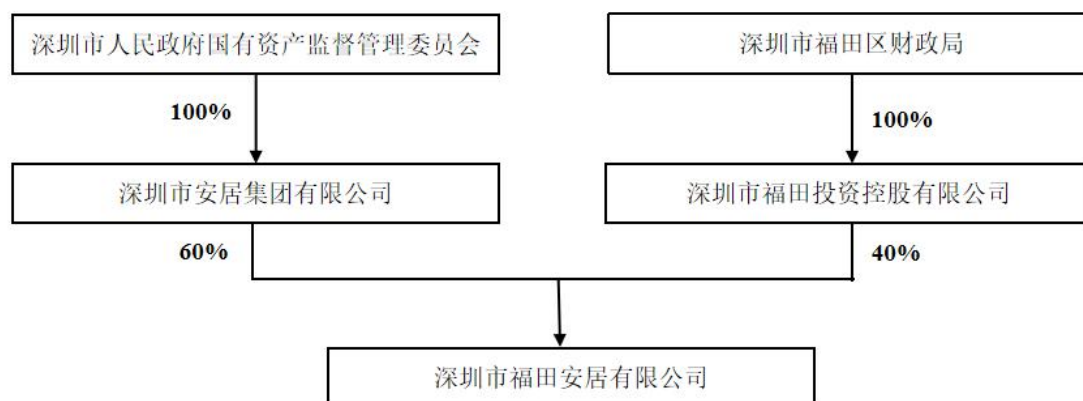 深圳市人民政府国有资产监督管理委员会
深圳市福田区财政局
100%
100%
深圳市安居集团有限公司
深圳市福田投资控股有限公司
60%
40%
深圳市福田安居有限公司